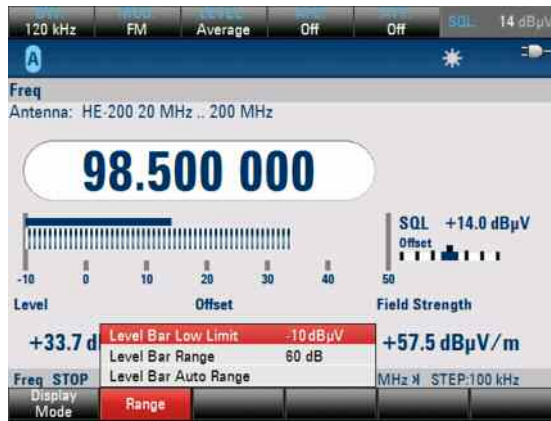 120 kHz FM Average Off Off SQL 14 dBµV
A
Freq
Antenna: HE-200 20 MHz .. 200 MHz
98.500 000
SQL +14.0 dBµV
Offset
-10 0 10 20 30 40 50
Level Offset Field Strength
+33.7 d +57.5 dBµV/m
Level Bar Low Limit -10 dBµV
Level Bar Range 60 dB
Level Bar Auto Range
Freq STOP MHz STEP:100 kHz
Display Mode Range